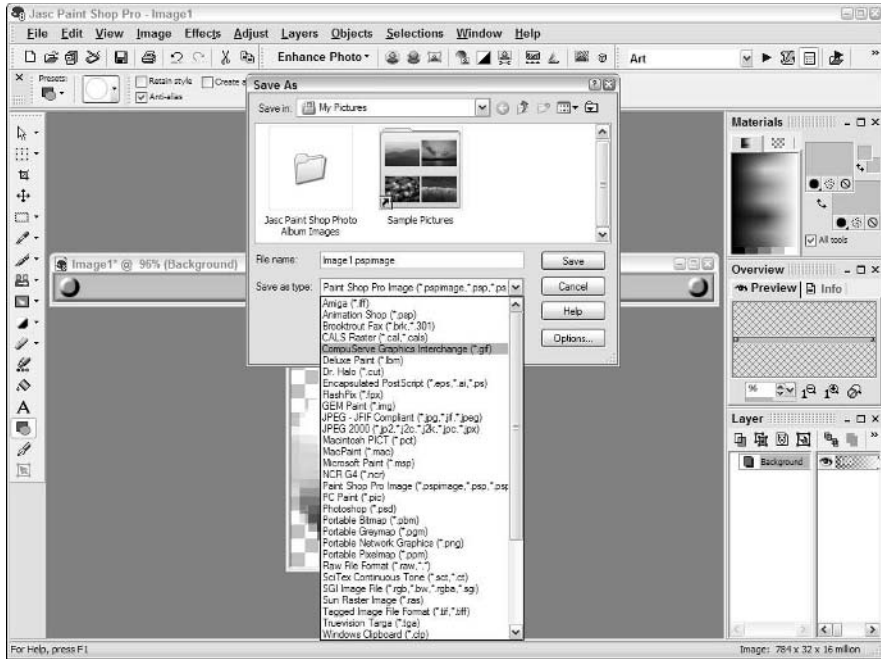 Jasc Paint Shop Pro - Image1
File Edit View Image Effects Adjust Layers Objects Selections Window Help
Enhance Photo Art
Presets: Retain style Create a
Anti-alias
Save As
Save in: My Pictures
Jasc Paint Shop Photo Album Images
Sample Pictures
File name: Image1.pspimage Save
Save as type: Paint Shop Pro Image (*.pspimage,*.psp,*.ps Cancel
Help
Options...
Amiga (*.iff)
Animation Shop (*.psp)
Brooktrout Fax (*.brk,*.301)
CALS Raster (*.cal,*.cals)
CompuServe Graphics Interchange (*.gif)
Deluxe Paint (*.lbm)
Dr. Halo (*.cut)
Encapsulated PostScript (*.eps,*.ai,*.ps)
FlashPix (*.fpx)
GEM Paint (*.img)
JPEG - JFIF Compliant (*.jpg,*.jif,*.jpeg)
JPEG 2000 (*.jp2,*.j2c,*.j2k,*.jpc,*.jpx)
Macintosh PICT (*.pct)
MacPaint (*.mac)
Microsoft Paint (*.msp)
NCR G4 (*.ncr)
Paint Shop Pro Image (*.pspimage,*.psp,*.psp
PC Paint (*.pic)
Photoshop (*.psd)
Portable Bitmap (*.pbm)
Portable Greymap (*.pgm)
Portable Network Graphics (*.png)
Portable Pixelmap (*.ppm)
Raw File Format (*.raw,*.*)
SciTex Continuous Tone (*.sct,*.ct)
SGI Image File (*.rgb,*.bw,*.rgba,*.sgi)
Sun Raster Image (*.ras)
Tagged Image File Format (*.tif,*.tiff)
Truevision Targa (*.tga)
Windows Clipboard (*.clp)
Image1* @ 96% (Background)
Materials
All tools
Overview
Preview Info
96
Layer
Background
For Help, press F1
Image: 784 x 32 x 16 million